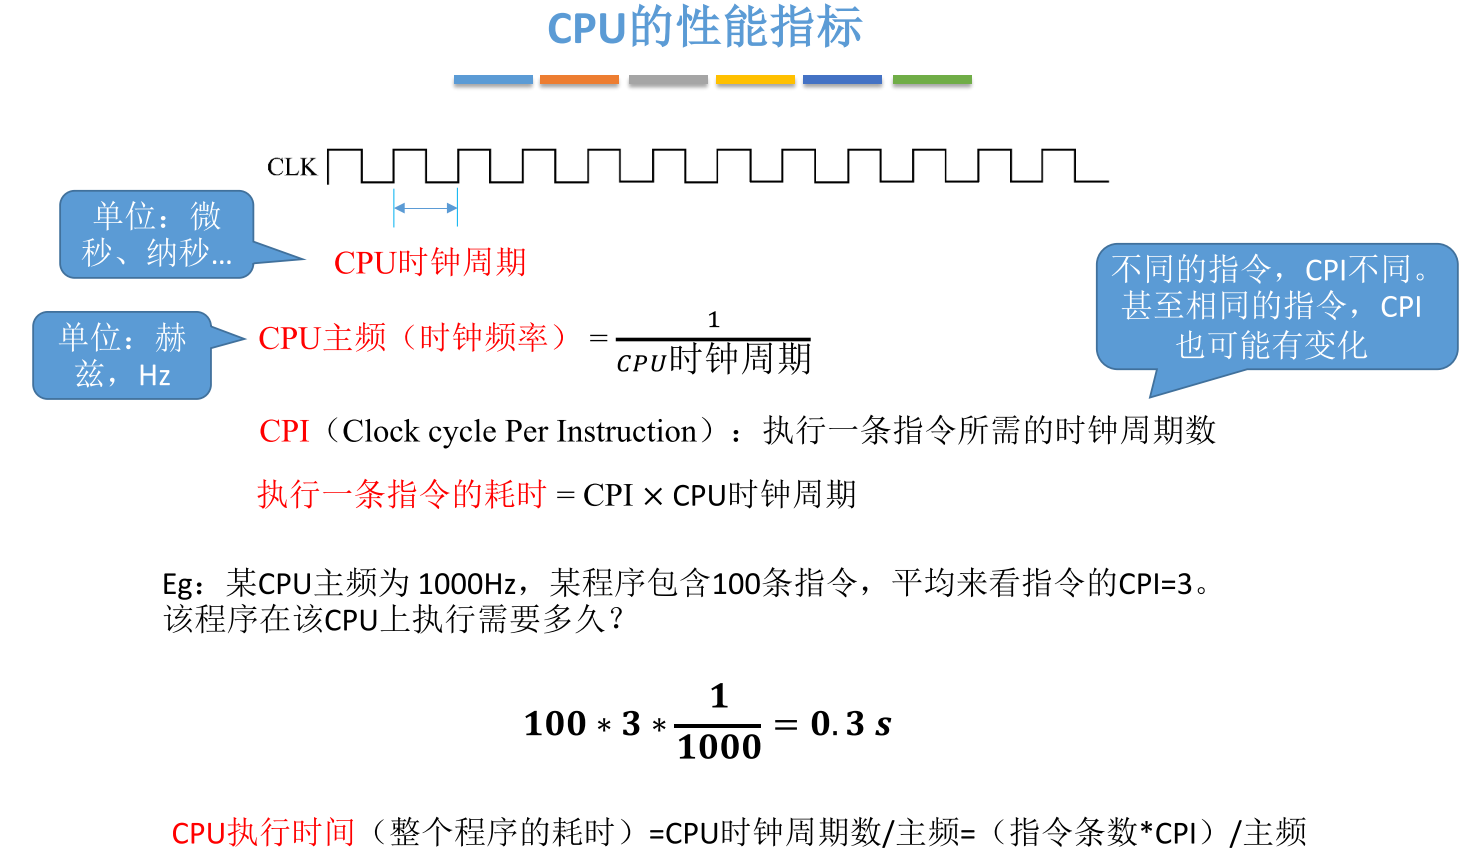 CPU的性能指标
CLK
单位：微
秒、纳秒...
CPU时钟周期
不同的指令，CPI不同。
甚至相同的指令，CPI
也可能有变化
单位：赫
兹，Hz
CPU主频（时钟频率）= 1/CPU时钟周期
CPI（Clock cycle Per Instruction）：执行一条指令所需的时钟周期数
执行一条指令的耗时 = CPI × CPU时钟周期
Eg：某CPU主频为 1000Hz，某程序包含100条指令，平均来看指令的CPI=3。
该程序在该CPU上执行需要多久？
100 * 3 * 1/1000 = 0.3 s
CPU执行时间（整个程序的耗时）=CPU时钟周期数/主频=（指令条数*CPI）/主频